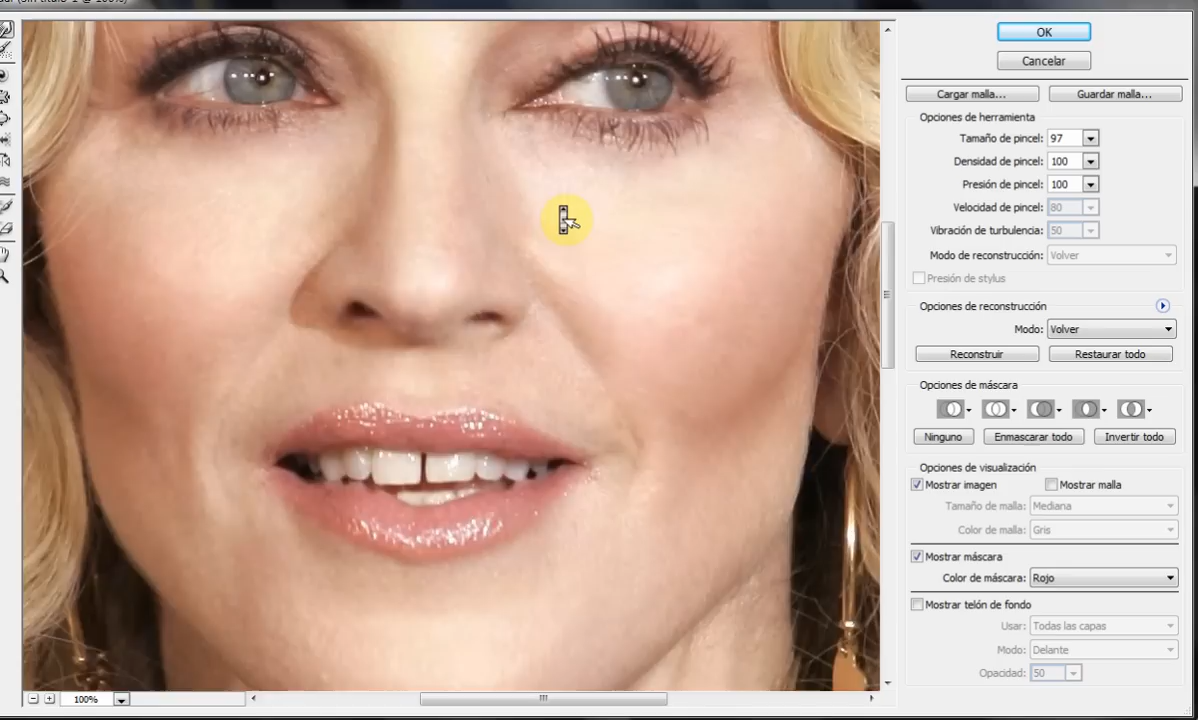 OK
Cancelar
Cargar malla... Guardar malla...
Opciones de herramienta
Tamaño de pincel: 97
Densidad de pincel: 100
Presión de pincel: 100
Velocidad de pincel: 80
Vibración de turbulencia: 50
Modo de reconstrucción: Volver
Presión de stylus
Opciones de reconstrucción
Modo: Volver
Reconstruir Restaurar todo
Opciones de máscara
Ninguno Enmascarar todo Invertir todo
Opciones de visualización
Mostrar imagen Mostrar malla
Tamaño de malla: Mediana
Color de malla: Gris
Mostrar máscara
Color de máscara: Rojo
Mostrar telón de fondo
Usar: Todas las capas
Modo: Delante
Opacidad: 50
100%